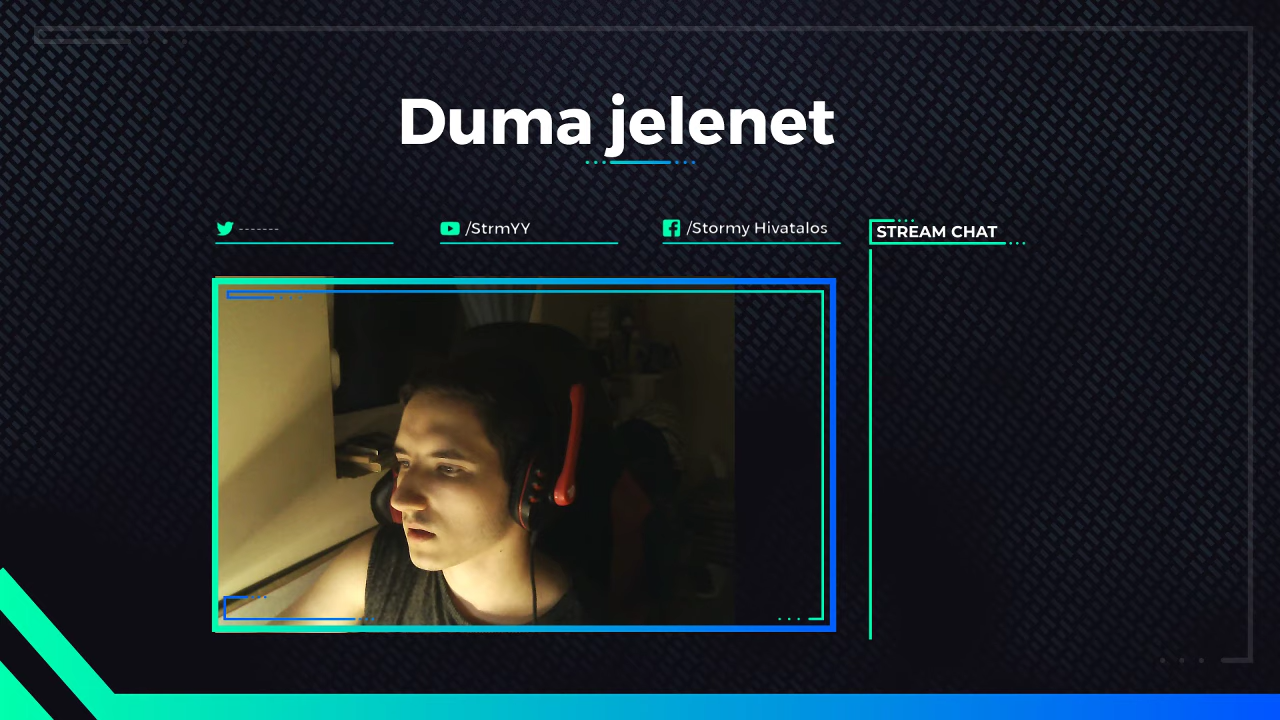 Duma jelenet
-------
/StrmYY
/Stormy Hivatalos
STREAM CHAT